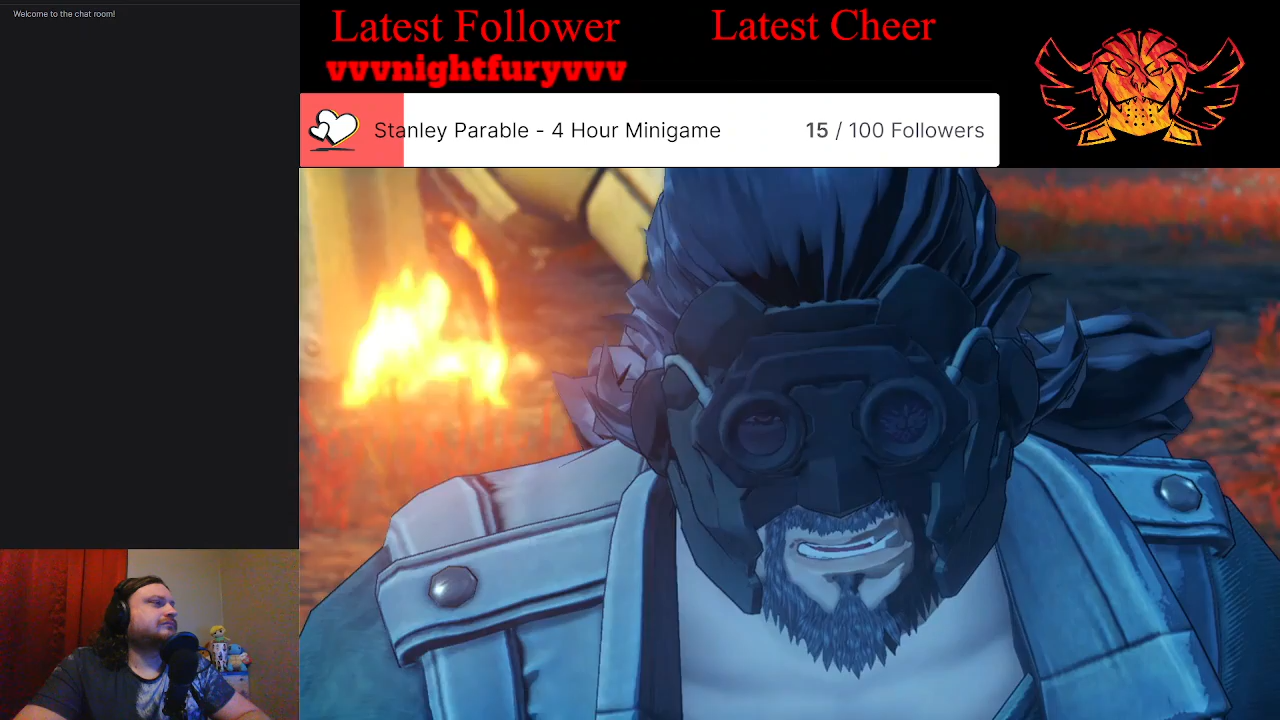 Welcome to the chat room!
Latest Follower
vvvnightfuryvvv
Latest Cheer
Stanley Parable - 4 Hour Minigame
15 / 100 Followers